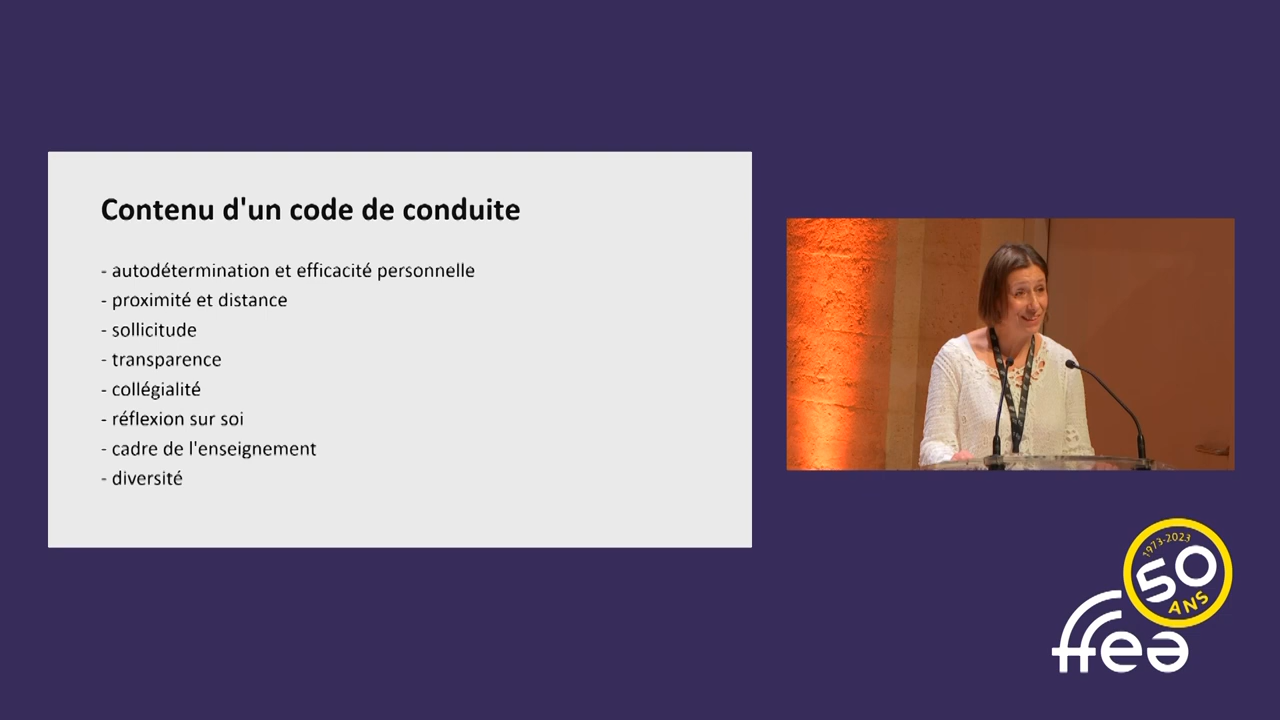 Contenu d'un code de conduite
- autodétermination et efficacité personnelle
- proximité et distance
- sollicitude
- transparence
- collégialité
- réflexion sur soi
- cadre de l'enseignement
- diversité
1973-2023
50
ANS
ffea